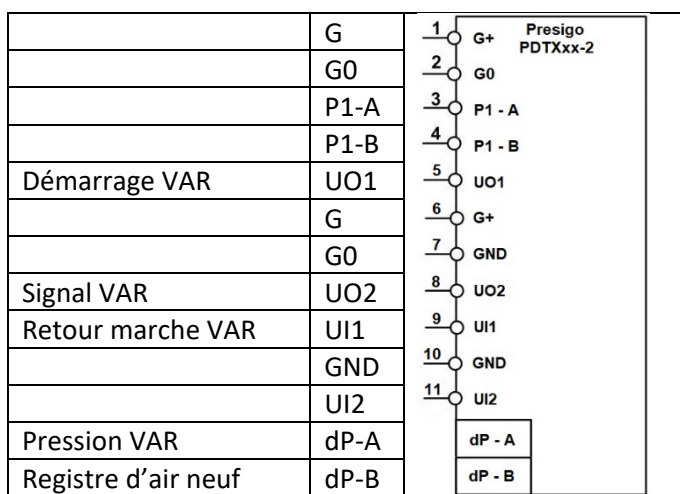 G
G0
P1-A
P1-B
Démarrage VAR UO1
G
G0
Signal VAR UO2
Retour marche VAR UI1
GND
UI2
Pression VAR dP-A
Registre d'air neuf dP-B
Presigo
PDTXxx-2
1 G+
2 G0
3 P1 - A
4 P1 - B
5 UO1
6 G+
7 GND
8 UO2
9 UI1
10 GND
11 UI2
dP - A
dP - B